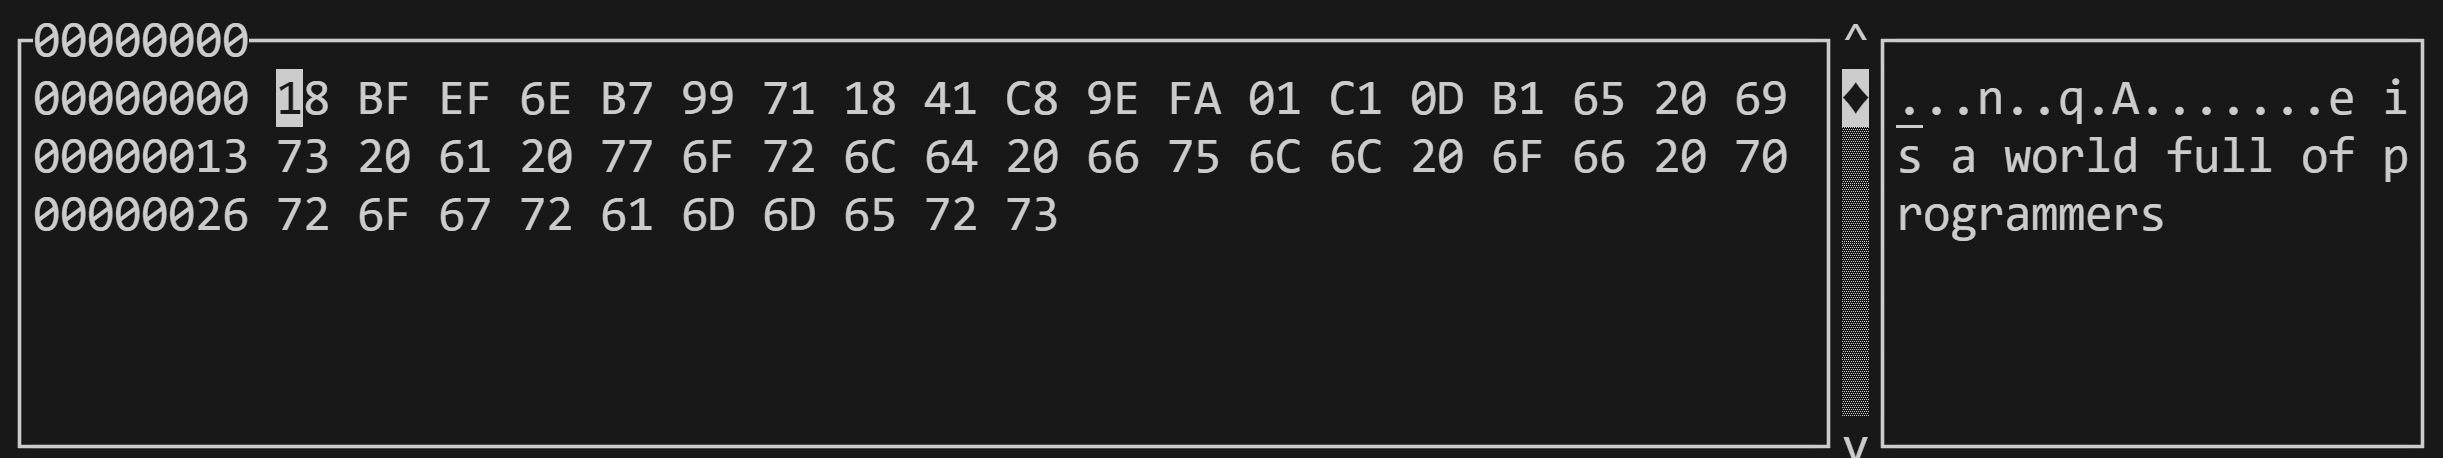 00000000
00000000 18 BF EF 6E B7 99 71 18 41 C8 9E FA 01 C1 0D B1 65 20 69 ...n..q.A.......e i
00000013 73 20 61 20 77 6F 72 6C 64 20 66 75 6C 6C 20 6F 66 20 70 s a world full of p
00000026 72 6F 67 72 61 6D 6D 65 72 73 rogrammers